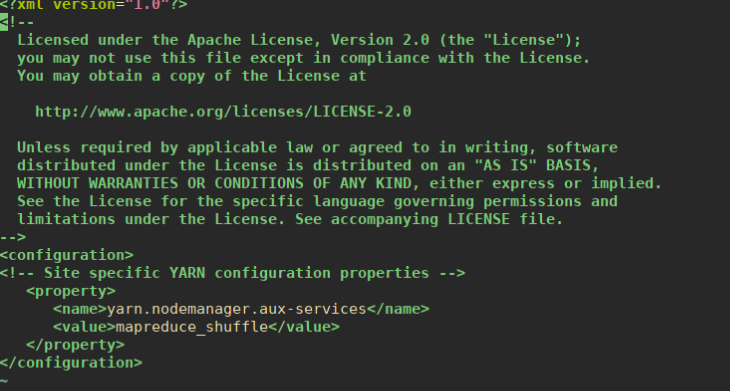 <?xml version="1.0"?>
<!--
  Licensed under the Apache License, Version 2.0 (the "License");
  you may not use this file except in compliance with the License.
  You may obtain a copy of the License at

    http://www.apache.org/licenses/LICENSE-2.0

  Unless required by applicable law or agreed to in writing, software
  distributed under the License is distributed on an "AS IS" BASIS,
  WITHOUT WARRANTIES OR CONDITIONS OF ANY KIND, either express or implied.
  See the License for the specific language governing permissions and
  limitations under the License. See accompanying LICENSE file.
-->
<configuration>
<!-- Site specific YARN configuration properties -->
   <property>
      <name>yarn.nodemanager.aux-services</name>
      <value>mapreduce_shuffle</value>
   </property>
</configuration>
~